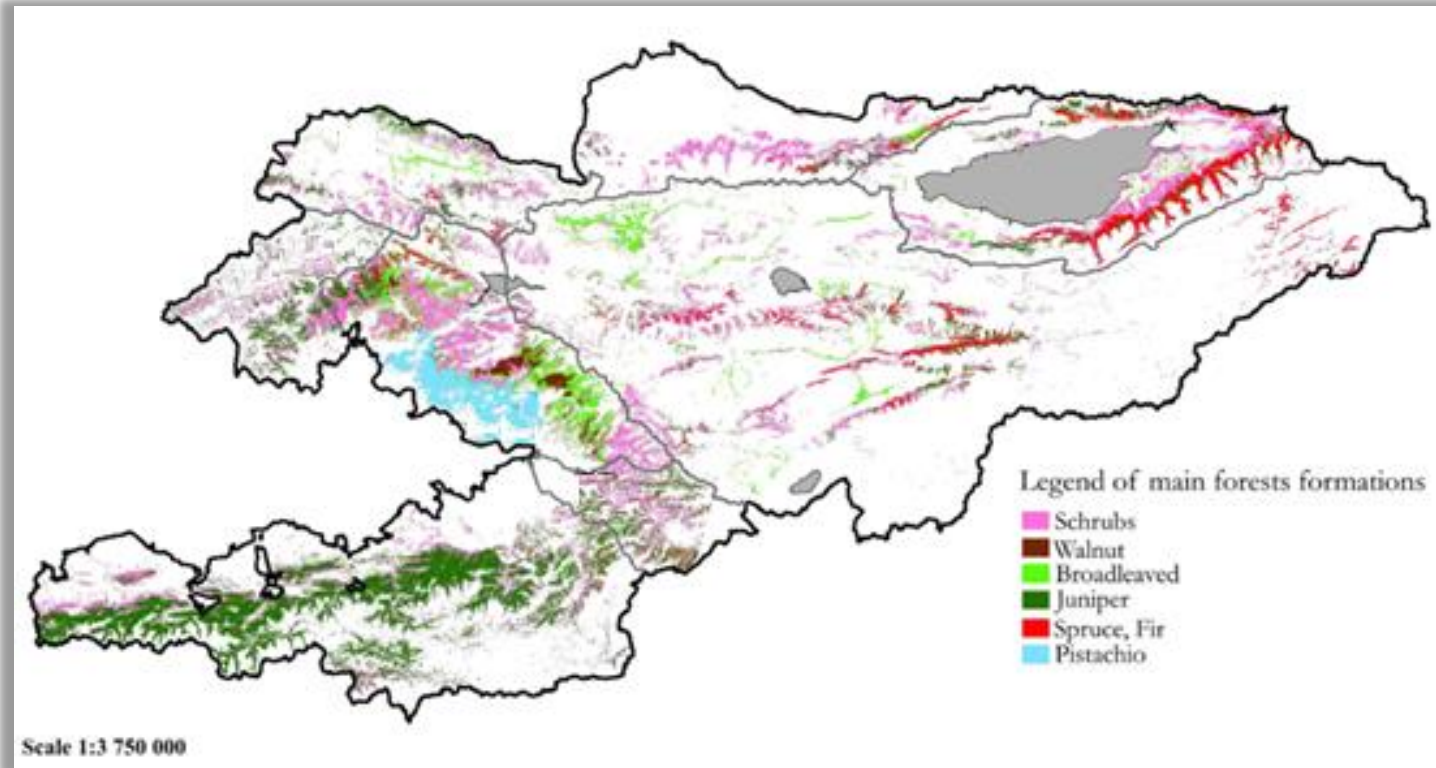 Legend of main forests formations
Schrubs
Walnut
Broadleaved
Juniper
Spruce, Fir
Pistachio
Scale 1:3 750 000